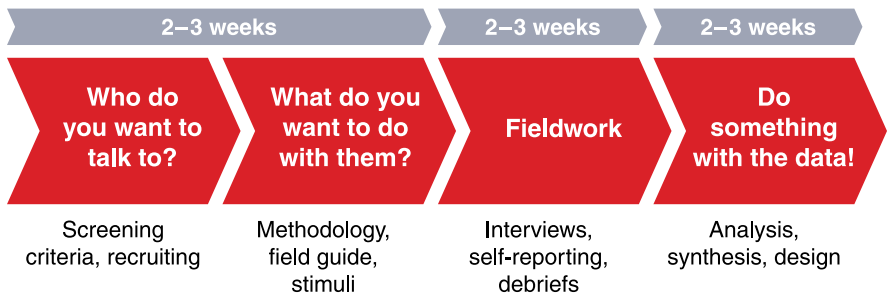 2–3 weeks
2–3 weeks
2–3 weeks
Who do
you want to
talk to?
What do you
want to do
with them?
Fieldwork
Do
something
with the data!
Screening
criteria, recruiting
Methodology,
field guide,
stimuli
Interviews,
self-reporting,
debriefs
Analysis,
synthesis, design